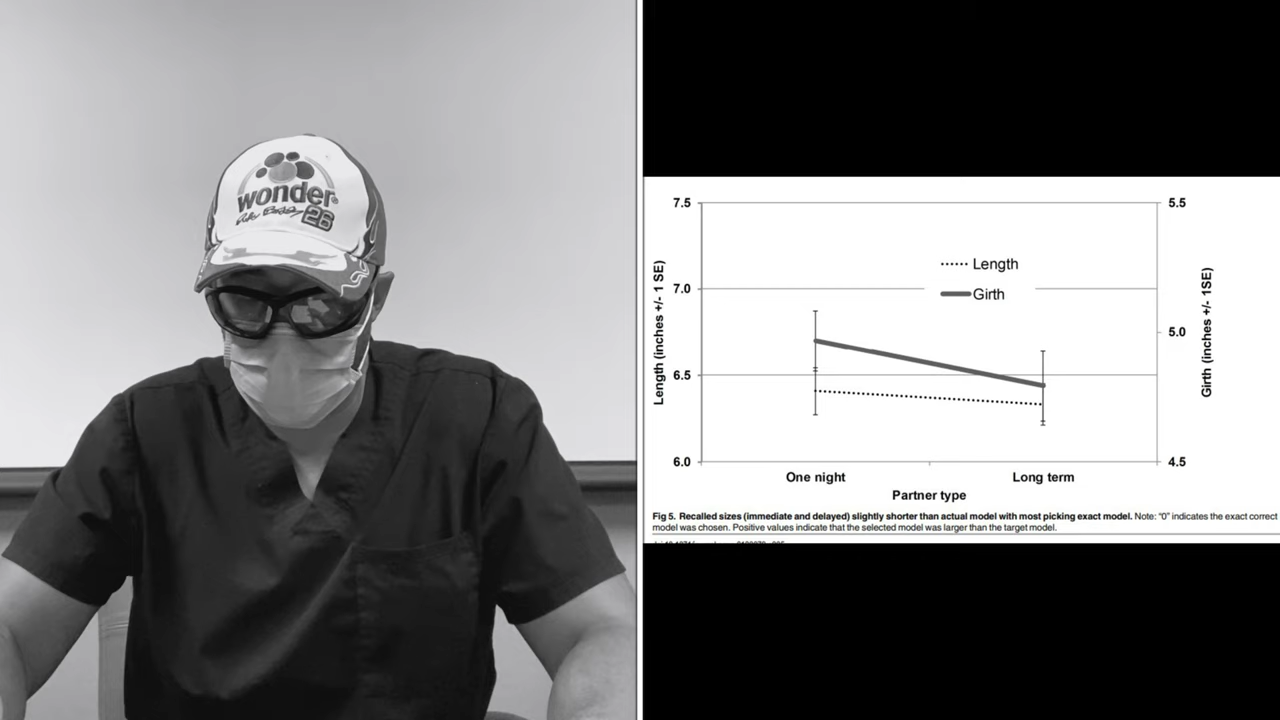 wonder
26
7.5
7.0
6.5
6.0
Length (inches +/- 1 SE)
5.5
5.0
4.5
Girth (inches +/- 1SE)
Length
Girth
One night
Long term
Partner type
Fig 5. Recalled sizes (immediate and delayed) slightly shorter than actual model with most picking exact model. Note: “0” indicates the exact correct
model was chosen. Positive values indicate that the selected model was larger than the target model.